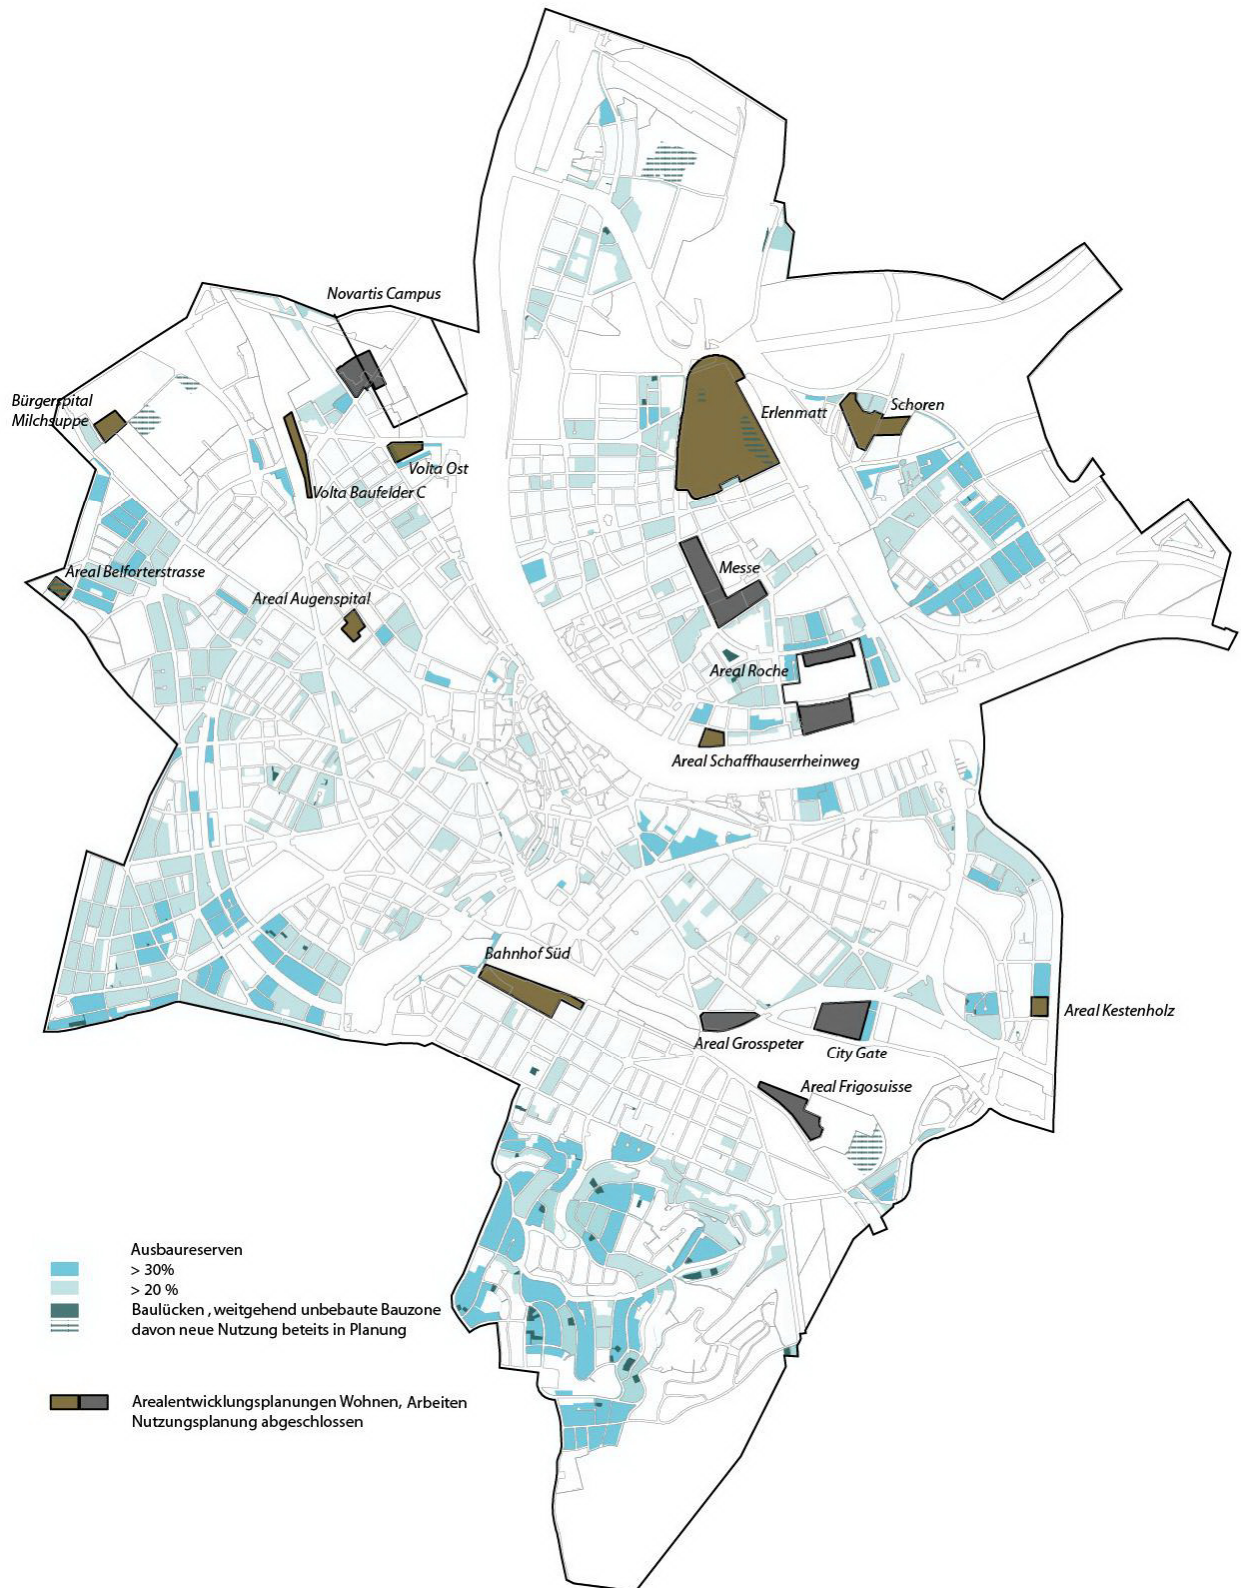 Novartis Campus
Bürgerspital
Milchsuppe
Erlenmatt
Schoren
Volta Ost
Volta Baufelder C
Areal Belforterstrasse
Messe
Areal Augenspital
Areal Roche
Areal Schaffhauserrheinweg
Bahnhof Süd
Areal Kestenholz
Areal Grosspeter
City Gate
Areal Frigosuisse
Ausbaureserven
> 30%
> 20 %
Baulücken , weitgehend unbebaute Bauzone
davon neue Nutzung beteits in Planung
Arealentwicklungsplanungen Wohnen, Arbeiten
Nutzungsplanung abgeschlossen